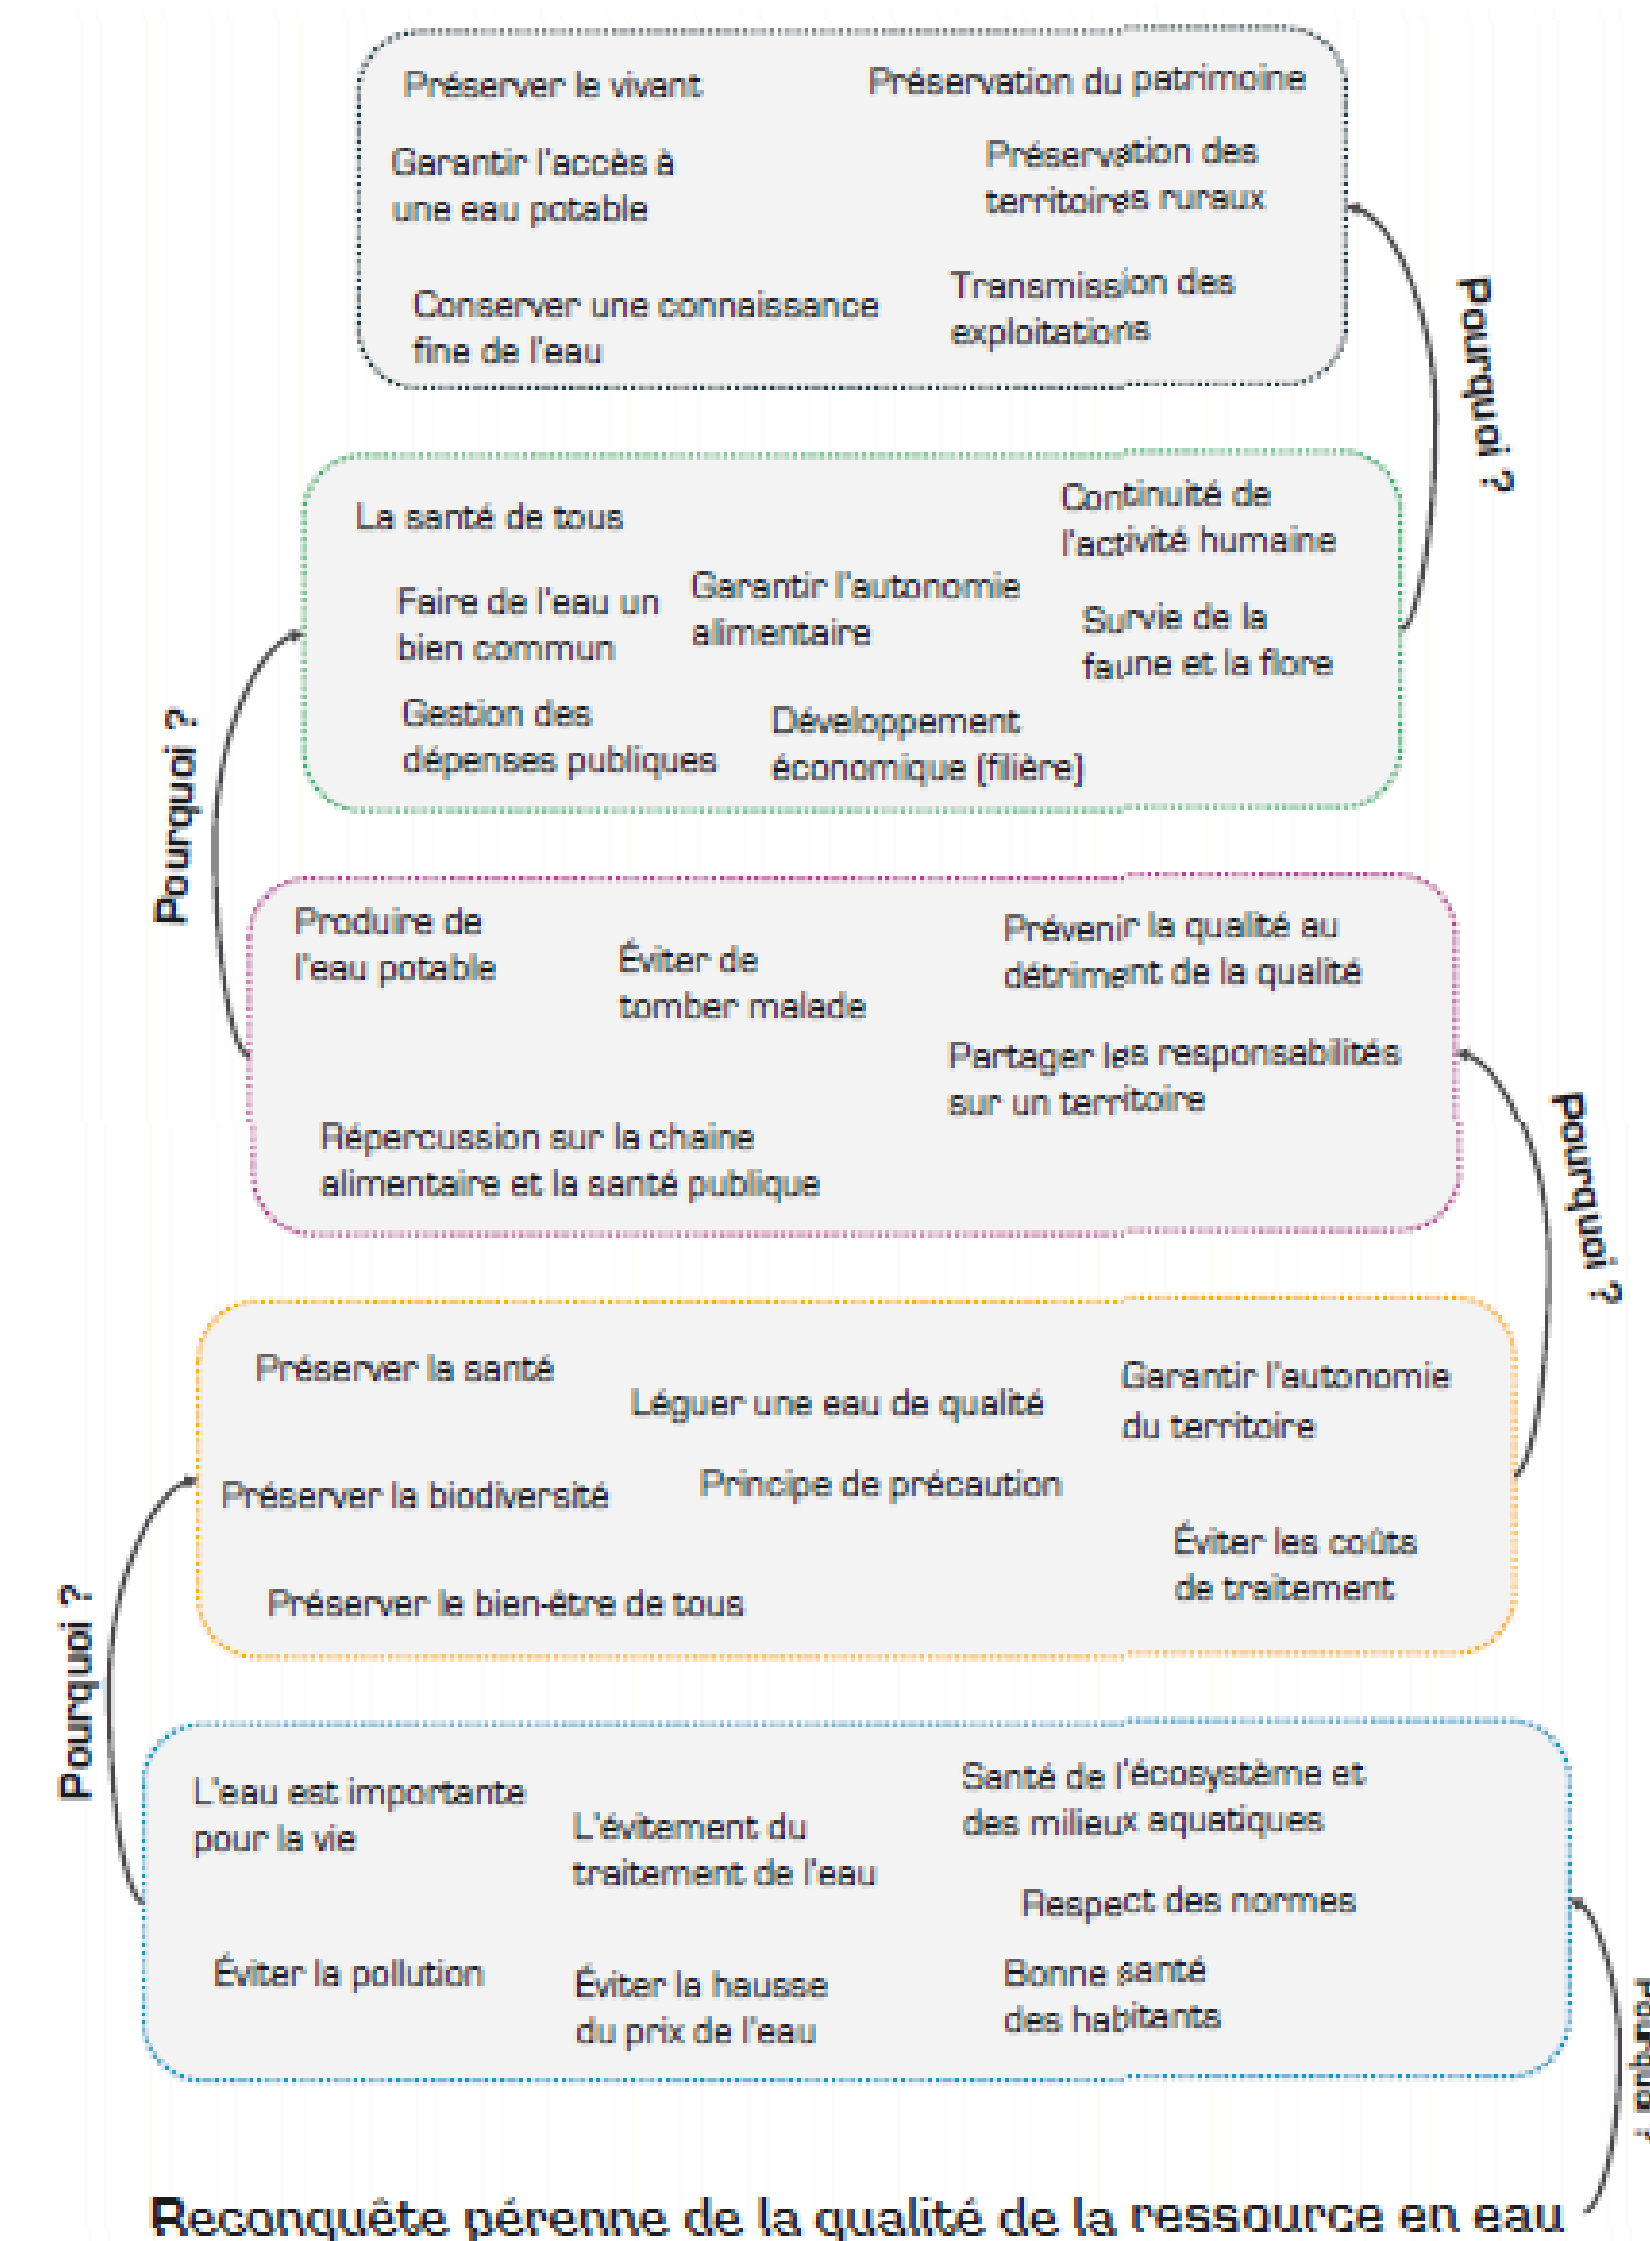 Préserver le vivant
Préservation du patrimoine
Garantir l'accès à
une eau potable
Préservation des
territoires ruraux
Conserver une connaissance
fine de l'eau
Transmission des
exploitations
Pourquoi ?
La santé de tous
Continuité de
l'activité humaine
Faire de l'eau un
bien commun
Garantir l'autonomie
alimentaire
Survie de la
faune et la flore
Gestion des
dépenses publiques
Développement
économique (filière)
Pourquoi ?
Produire de
l'eau potable
Éviter de
tomber malade
Prévenir la qualité au
détriment de la qualité
Partager les responsabilités
sur un territoire
Répercussion sur la chaine
alimentaire et la santé publique
Pourquoi ?
Préserver la santé
Léguer une eau de qualité
Garantir l'autonomie
du territoire
Préserver la biodiversité
Principe de précaution
Éviter les coûts
de traitement
Préserver le bien-être de tous
Pourquoi ?
L'eau est importante
pour la vie
L'évitement du
traitement de l'eau
Santé de l'écosystème et
des milieux aquatiques
Respect des normes
Éviter la pollution
Éviter la hausse
du prix de l'eau
Bonne santé
des habitants
Pourquoi ?
Reconquête pérenne de la qualité de la ressource en eau